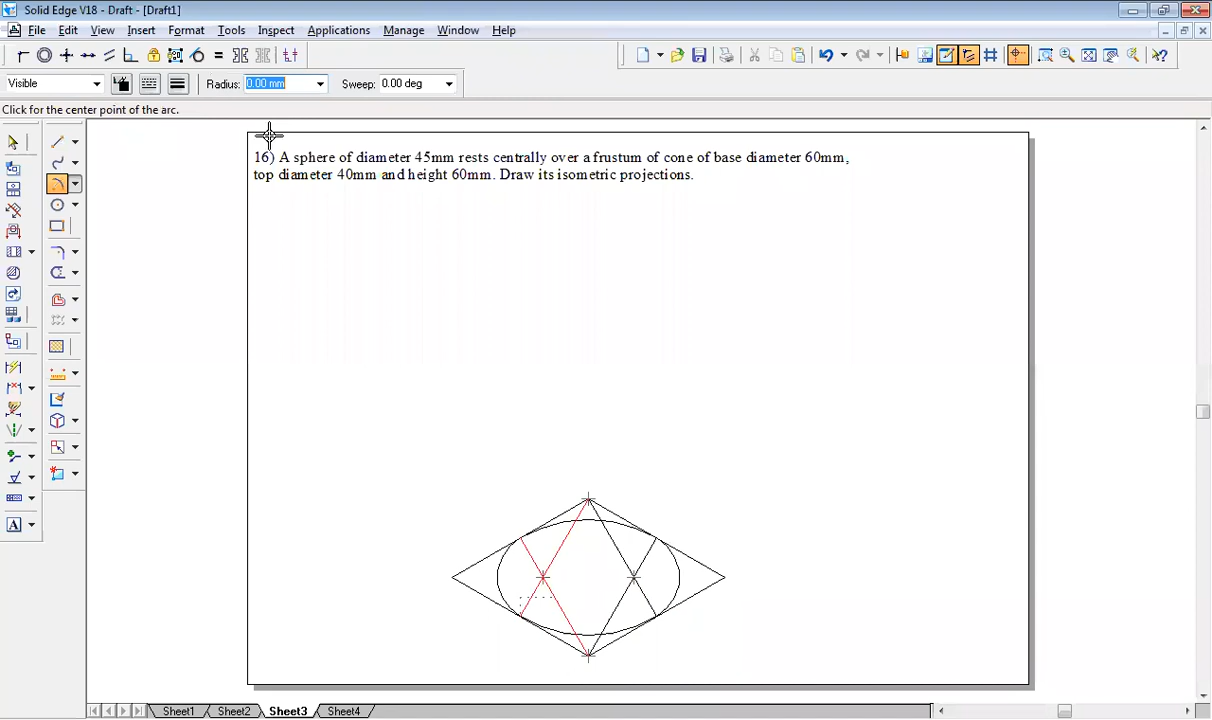 Solid Edge V18 - Draft - [Draft1]
File Edit View Insert Format Tools Inspect Applications Manage Window Help
Visible Radius: 0.00 mm Sweep: 0.00 deg
Click for the center point of the arc.
16) A sphere of diameter 45mm rests centrally over a frustum of cone of base diameter 60mm,
top diameter 40mm and height 60mm. Draw its isometric projections.
A
Sheet1 Sheet2 Sheet3 Sheet4